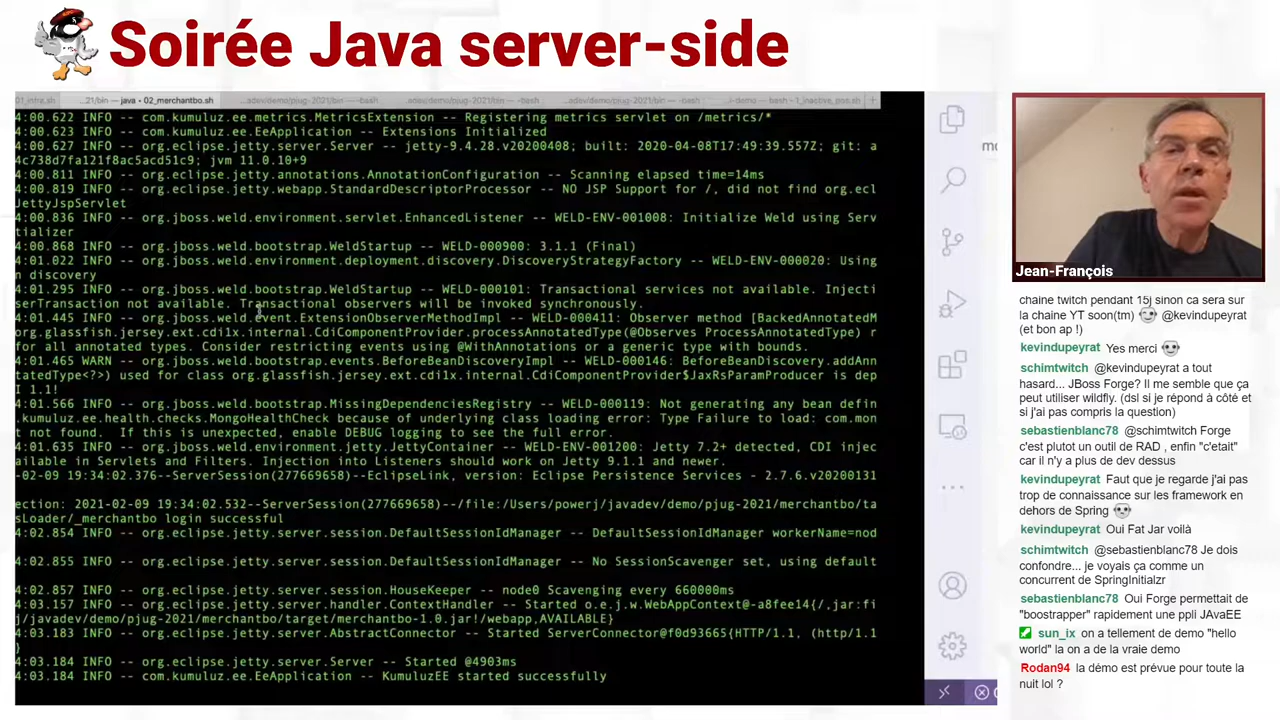 Soirée Java server-side
01_infra.sh
...21/bin — java • 02_merchantbo.sh
...adev/demo/pjug-2021/bin — -bash
...adev/demo/pjug-2021/bin — -bash
...adev/demo/pjug-2021/bin — -bash
4:00.622 INFO -- com.kumuluz.ee.metrics.MetricsExtension -- Registering metrics servlet on /metrics/*
4:00.623 INFO -- com.kumuluz.ee.EeApplication -- Extensions Initialized
4:00.627 INFO -- org.eclipse.jetty.server.Server -- jetty-9.4.28.v20200408; built: 2020-04-08T17:49:39.557Z; git: a
4c738d7fa121f8ac5acd51c9; jvm 11.0.10+9
4:00.811 INFO -- org.eclipse.jetty.annotations.AnnotationConfiguration -- Scanning elapsed time=14ms
4:00.819 INFO -- org.eclipse.jetty.webapp.StandardDescriptorProcessor -- NO JSP Support for /, did not find org.ecl
JettyJspServlet
4:00.836 INFO -- org.jboss.weld.environment.servlet.EnhancedListener -- WELD-ENV-001008: Initialize Weld using Serv
tializer
4:00.868 INFO -- org.jboss.weld.bootstrap.WeldStartup -- WELD-000900: 3.1.1 (Final)
4:01.022 INFO -- org.jboss.weld.environment.deployment.discovery.DiscoveryStrategyFactory -- WELD-ENV-000020: Using
n discovery
4:01.295 INFO -- org.jboss.weld.bootstrap.WeldStartup -- WELD-000101: Transactional services not available. Injecti
serTransaction not available. Transactional observers will be invoked synchronously.
4:01.445 INFO -- org.jboss.weld.event.ExtensionObserverMethodImpl -- WELD-000411: Observer method [BackedAnnotatedM
org.glassfish.jersey.ext.cdi1x.internal.CdiComponentProvider.processAnnotatedType(@Observes ProcessAnnotatedType) r
for all annotated types. Consider restricting events using @WithAnnotations or a generic type with bounds.
4:01.465 WARN -- org.jboss.weld.bootstrap.events.BeforeBeanDiscoveryImpl -- WELD-000146: BeforeBeanDiscovery.addAnn
tatedType<?>) used for class org.glassfish.jersey.ext.cdi1x.internal.CdiComponentProvider$JaxRsParamProducer is dep
I 1.1!
4:01.566 INFO -- org.jboss.weld.bootstrap.MissingDependenciesRegistry -- WELD-000119: Not generating any bean defin
.kumuluz.ee.health.checks.MongoHealthCheck because of underlying class loading error: Type Failure to load: com.mon
t not found.  If this is unexpected, enable DEBUG logging to see the full error.
4:01.635 INFO -- org.jboss.weld.environment.jetty.JettyContainer -- WELD-ENV-001200: Jetty 7.2+ detected, CDI injec
ailable in Servlets and Filters. Injection into Listeners should work on Jetty 9.1.1 and newer.
-02-09 19:34:02.376--ServerSession(277669658)--EclipseLink, version: Eclipse Persistence Services - 2.7.6.v20200131
ection: 2021-02-09 19:34:02.532--ServerSession(277669658)--/file:/Users/powerj/javadev/demo/pjug-2021/merchantbo/ta
sLoader/_merchantbo login successful
4:02.854 INFO -- org.eclipse.jetty.server.session.DefaultSessionIdManager -- DefaultSessionIdManager workerName=nod
4:02.855 INFO -- org.eclipse.jetty.server.session.DefaultSessionIdManager -- No SessionScavenger set, using default
4:02.857 INFO -- org.eclipse.jetty.server.session.HouseKeeper -- node0 Scavenging every 660000ms
4:03.157 INFO -- org.eclipse.jetty.server.handler.ContextHandler -- Started o.e.j.w.WebAppContext@-a8fee14{/,jar:fi
j/javadev/demo/pjug-2021/merchantbo/target/merchantbo-1.0.jar!/webapp,AVAILABLE}
4:03.183 INFO -- org.eclipse.jetty.server.AbstractConnector -- Started ServerConnector@f0d93665{HTTP/1.1, (http/1.1
}
4:03.184 INFO -- org.eclipse.jetty.server.Server -- Started @4903ms
4:03.184 INFO -- com.kumuluz.ee.EeApplication -- KumuluzEE started successfully
Jean-François
chaine twitch pendant 15j sinon ca sera sur
la chaine YT soon(tm) @kevindupeyrat
(et bon ap !)
kevindupeyrat Yes merci
schimtwitch @kevindupeyrat a tout
hasard... JBoss Forge? Il me semble que ça
peut utiliser wildfly. (dsl si je répond à côté et
si j'ai pas compris la question)
sebastienblanc78 @schimtwitch Forge
c'est plutot un outil de RAD , enfin "c'etait"
car il n'y a plus de dev dessus
kevindupeyrat Faut que je regarde j'ai pas
trop de connaissance sur les framework en
dehors de Spring
kevindupeyrat Oui Fat Jar voilà
schimtwitch @sebastienblanc78 Je dois
confondre... je voyais ça comme un
concurrent de SpringInitialzr
sebastienblanc78 Oui Forge permettait de
"boostrapper" rapidement une ppli JAvaEE
sun_ix on a tellement de demo "hello
world" la on a de la vraie demo
Rodan94 la démo est prévue pour toute la
nuit lol ?